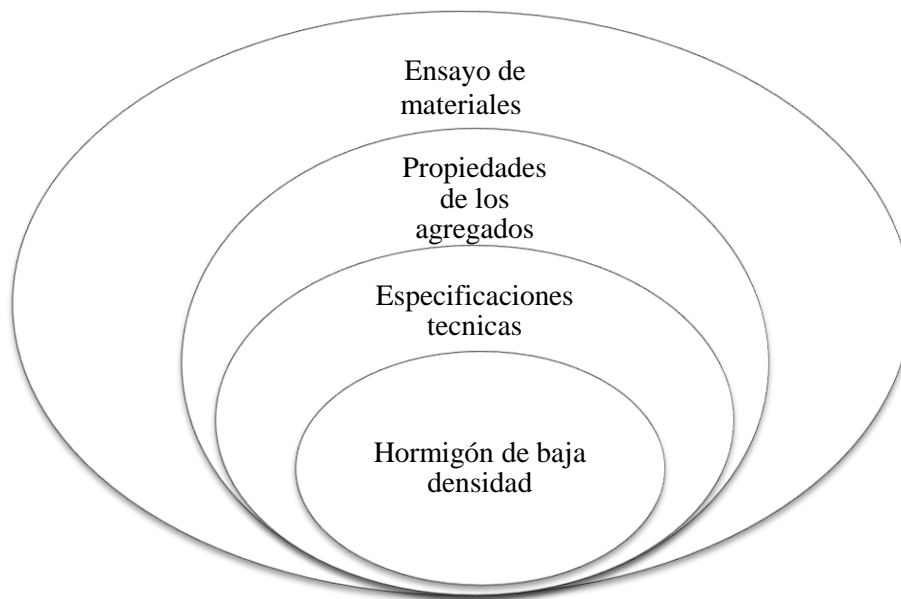 Ensayo de
materiales
Propiedades
de los
agregados
Especificaciones
tecnicas
Hormigón de baja
densidad